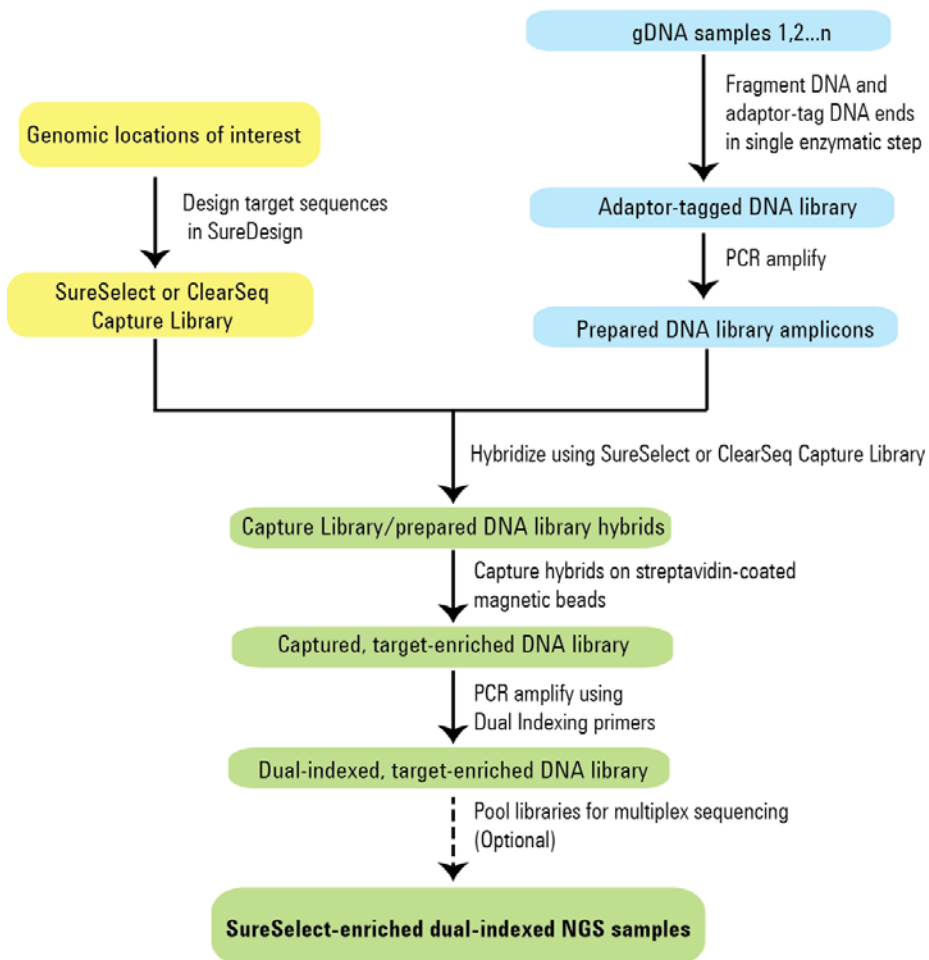 gDNA samples 1,2...n
Fragment DNA and
adaptor-tag DNA ends
in single enzymatic step
Genomic locations of interest
Design target sequences
in SureDesign
Adaptor-tagged DNA library
PCR amplify
SureSelect or ClearSeq
Capture Library
Prepared DNA library amplicons
Hybridize using SureSelect or ClearSeq Capture Library
Capture Library/prepared DNA library hybrids
Capture hybrids on streptavidin-coated
magnetic beads
Captured, target-enriched DNA library
PCR amplify using
Dual Indexing primers
Dual-indexed, target-enriched DNA library
Pool libraries for multiplex sequencing
(Optional)
SureSelect-enriched dual-indexed NGS samples